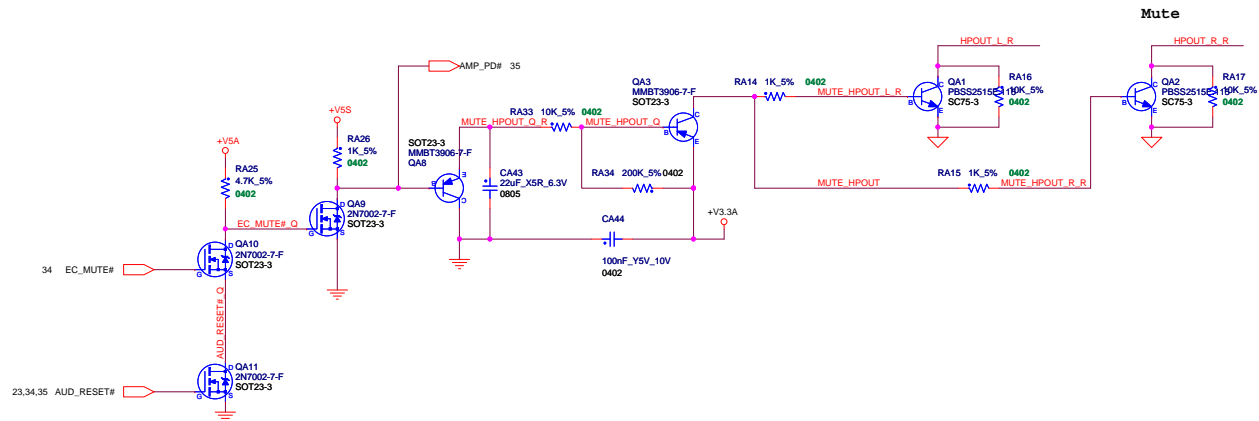 Mute
HPOUT_L_R
HPOUT_R_R
AMP_PD# 35
QA3
MMBT3906-7-F
SOT23-3
RA14 1K_5% 0402
MUTE_HPOUT_L_R
QA1
SC75-3
C
B
E
RA16
10K_5%
0402
QA2
SC75-3
C
B
E
RA17
0402
+V5S
RA26
1K_5%
0402
RA33 10K_5% 0402
MUTE_HPOUT_Q_R
MUTE_HPOUT_Q
C
B
E
+V5A
RA25
4.7K_5%
0402
SOT23-3
MMBT3906-7-F
QA8
E
B
C
CA43
22uF_X5R_6.3V
0805
RA34 200K_5% 0402
MUTE_HPOUT
RA15 1K_5% 0402
MUTE_HPOUT_R_R
EC_MUTE#_Q
D
QA9
2N7002-7-F
SOT23-3
G
S
+V3.3A
CA44
100nF_Y5V_10V
0402
34 EC_MUTE#
D
QA10
2N7002-7-F
SOT23-3
G
S
AUD_RESET#_Q
23,34,35 AUD_RESET#
D
QA11
2N7002-7-F
SOT23-3
G
S